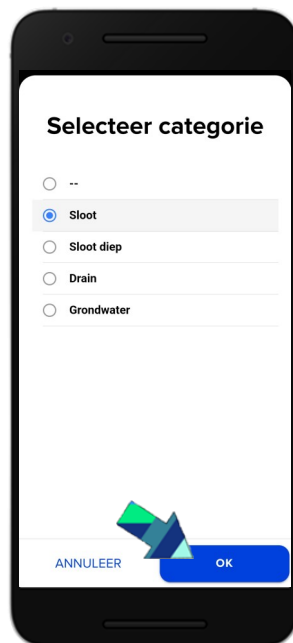 Selecteer categorie
--
Sloot
Sloot diep
Drain
Grondwater
ANNULEER OK